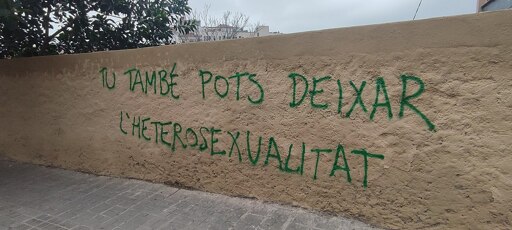 TU TAMBÉ POTS DEIXAR
L'HETEROSEXUALITAT